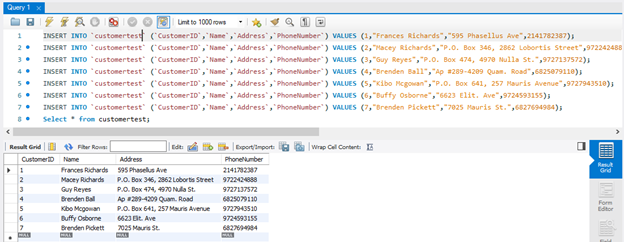 Query 1
Limit to 1000 rows
1 INSERT INTO `customertest` (`CustomerID`,`Name`,`Address`,`PhoneNumber`) VALUES (1,"Frances Richards","595 Phasellus Ave",2141782387);
2 INSERT INTO `customertest` (`CustomerID`,`Name`,`Address`,`PhoneNumber`) VALUES (2,"Macey Richards","P.O. Box 346, 2862 Lobortis Street",972242488
3 INSERT INTO `customertest` (`CustomerID`,`Name`,`Address`,`PhoneNumber`) VALUES (3,"Guy Reyes","P.O. Box 474, 4970 Nulla St.",9727137572);
4 INSERT INTO `customertest` (`CustomerID`,`Name`,`Address`,`PhoneNumber`) VALUES (4,"Brenden Ball","Ap #289-4209 Quam. Road",6825079110);
5 INSERT INTO `customertest` (`CustomerID`,`Name`,`Address`,`PhoneNumber`) VALUES (5,"Kibo Mcgowan","P.O. Box 641, 257 Mauris Avenue",9727943510);
6 INSERT INTO `customertest` (`CustomerID`,`Name`,`Address`,`PhoneNumber`) VALUES (6,"Buffy Osborne","6623 Elit. Ave",9724593155);
7 INSERT INTO `customertest` (`CustomerID`,`Name`,`Address`,`PhoneNumber`) VALUES (7,"Brenden Pickett","7025 Mauris St.",6827694984);
8 Select * from customertest;
Result Grid Filter Rows: Edit: Export/Import: Wrap Cell Content:
CustomerID Name Address PhoneNumber
1 Frances Richards 595 Phasellus Ave 2141782387
2 Macey Richards P.O. Box 346, 2862 Lobortis Street 9722424888
3 Guy Reyes P.O. Box 474, 4970 Nulla St. 9727137572
4 Brenden Ball Ap #289-4209 Quam. Road 6825079110
5 Kibo Mcgowan P.O. Box 641, 257 Mauris Avenue 9727943510
6 Buffy Osborne 6623 Elit. Ave 9724593155
7 Brenden Pickett 7025 Mauris St. 6827694984
NULL NULL NULL NULL
Result
Grid
Form
Editor